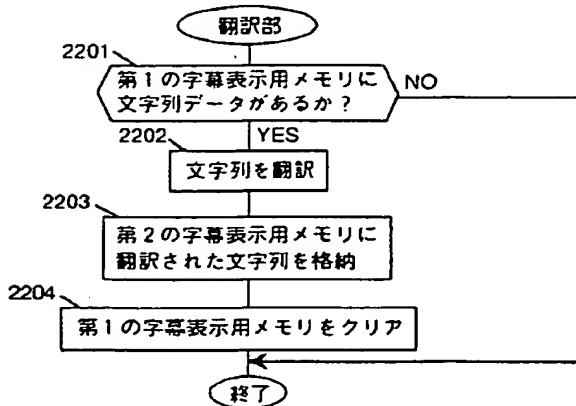 翻訳部
2201
第1の字幕表示用メモリに
文字列データがあるか?
NO
YES
2202
文字列を翻訳
2203
第2の字幕表示用メモリに
翻訳された文字列を格納
2204
第1の字幕表示用メモリをクリア
終了